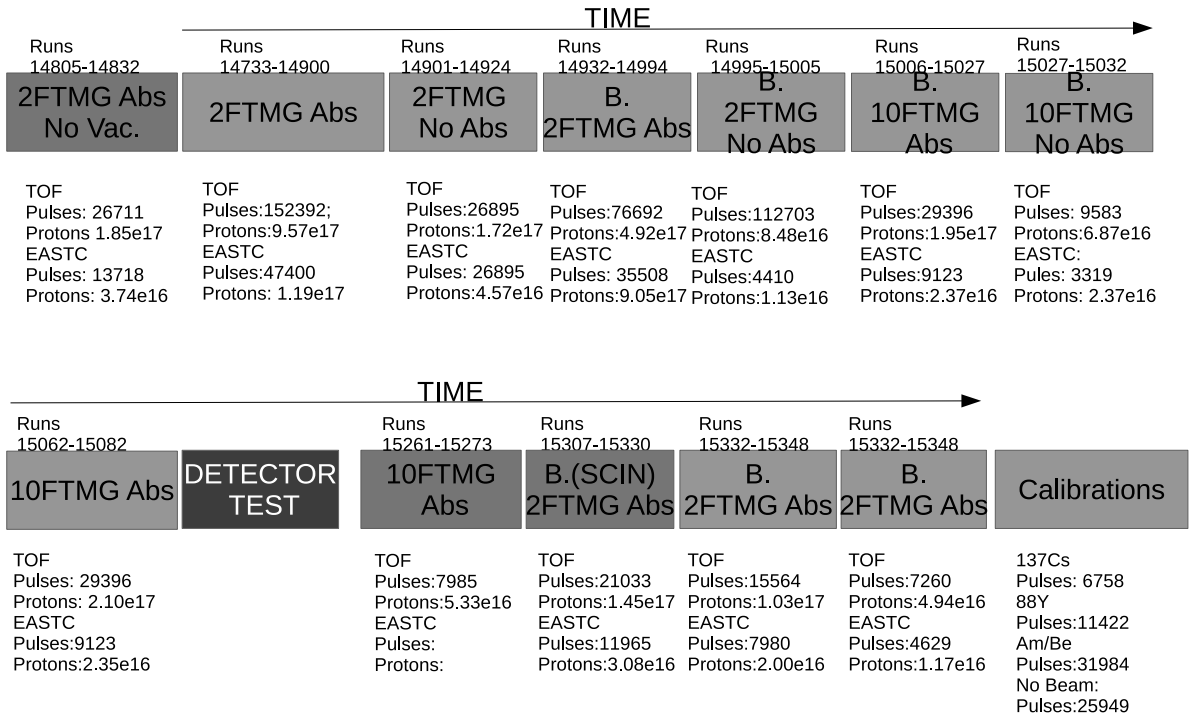 TIME
Runs
14805-14832
2FTMG Abs
No Vac.
TOF
Pulses: 26711
Protons 1.85e17
EASTC
Pulses: 13718
Protons: 3.74e16
Runs
14733-14900
2FTMG Abs
TOF
Pulses:152392;
Protons:9.57e17
EASTC
Pulses:47400
Protons: 1.19e17
Runs
14901-14924
2FTMG
No Abs
TOF
Pulses:26895
Protons:1.72e17
EASTC
Pulses: 26895
Protons:4.57e16
Runs
14932-14994
B.
2FTMG Abs
TOF
Pulses:76692
Protons:4.92e17
EASTC
Pulses: 35508
Protons:9.05e17
Runs
14995-15005
B.
2FTMG
No Abs
TOF
Pulses:112703
Protons:8.48e16
EASTC
Pulses:4410
Protons:1.13e16
Runs
15006-15027
B.
10FTMG
Abs
TOF
Pulses:29396
Protons:1.95e17
EASTC
Pulses:9123
Protons:2.37e16
Runs
15027-15032
B.
10FTMG
No Abs
TOF
Pulses: 9583
Protons:6.87e16
EASTC:
Pules: 3319
Protons: 2.37e16
TIME
Runs
15062-15082
10FTMG Abs
TOF
Pulses: 29396
Protons: 2.10e17
EASTC
Pulses:9123
Protons:2.35e16
DETECTOR
TEST
Runs
15261-15273
10FTMG
Abs
TOF
Pulses:7985
Protons:5.33e16
EASTC
Pulses:
Protons:
Runs
15307-15330
B.(SCIN)
2FTMG Abs
TOF
Pulses:21033
Protons:1.45e17
EASTC
Pulses:11965
Protons:3.08e16
Runs
15332-15348
B.
2FTMG Abs
TOF
Pulses:15564
Protons:1.03e17
EASTC
Pulses:7980
Protons:2.00e16
Runs
15332-15348
B.
2FTMG Abs
TOF
Pulses:7260
Protons:4.94e16
EASTC
Pulses:4629
Protons:1.17e16
Calibrations
137Cs
Pulses: 6758
88Y
Pulses:11422
Am/Be
Pulses:31984
No Beam:
Pulses:25949